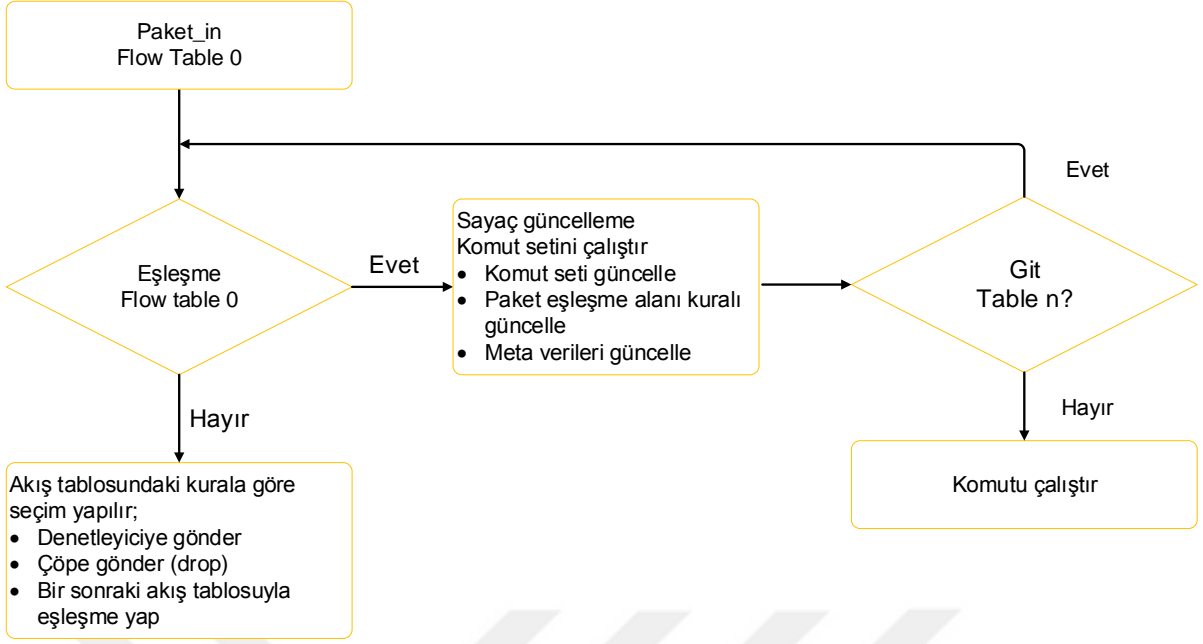 Paket_in
Flow Table 0
Evet
Eşleşme
Flow table 0
Evet
Sayaç güncelleme
Komut setini çalıştır
• Komut seti güncelle
• Paket eşleşme alanı kuralı
güncelle
• Meta verileri güncelle
Git
Table n?
Hayır
Hayır
Akış tablosundaki kurala göre
seçim yapılır;
• Denetleyiciye gönder
• Çöpe gönder (drop)
• Bir sonraki akış tablosuyla
eşleşme yap
Komutu çalıştır